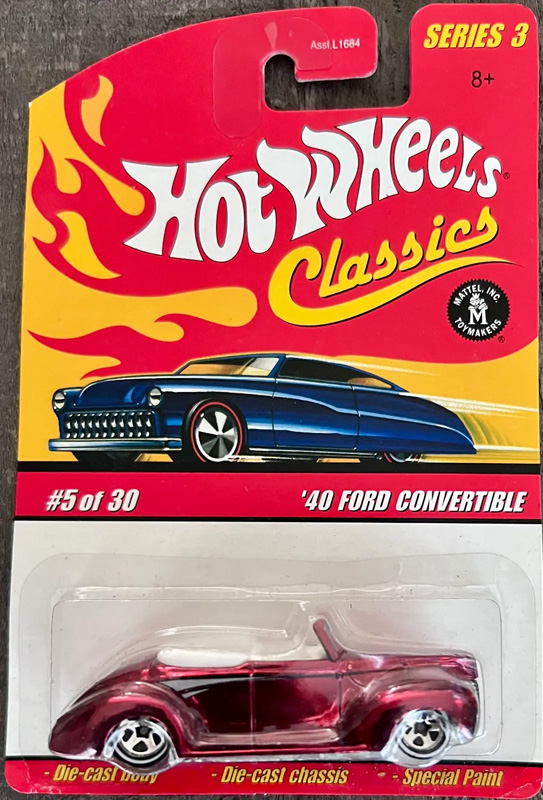 Asst.L1684
SERIES 3
8+
HOT WHEELS®
Classics
MATTEL, INC.
M
TOYMAKERS
#5 of 30
'40 FORD CONVERTIBLE
- Die-cast body - Die-cast chassis - Special Paint